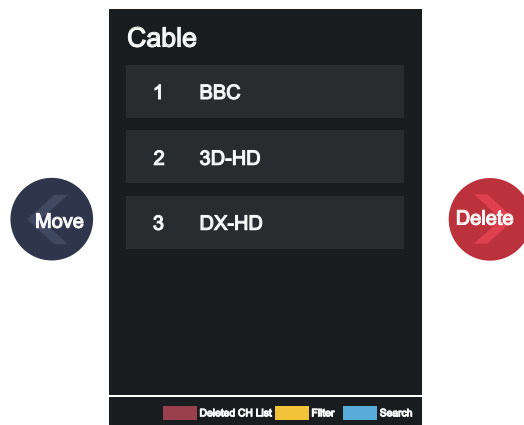 Cable
1 BBC
2 3D-HD
3 DX-HD
Move
Delete
Deleted CH List Filter Search